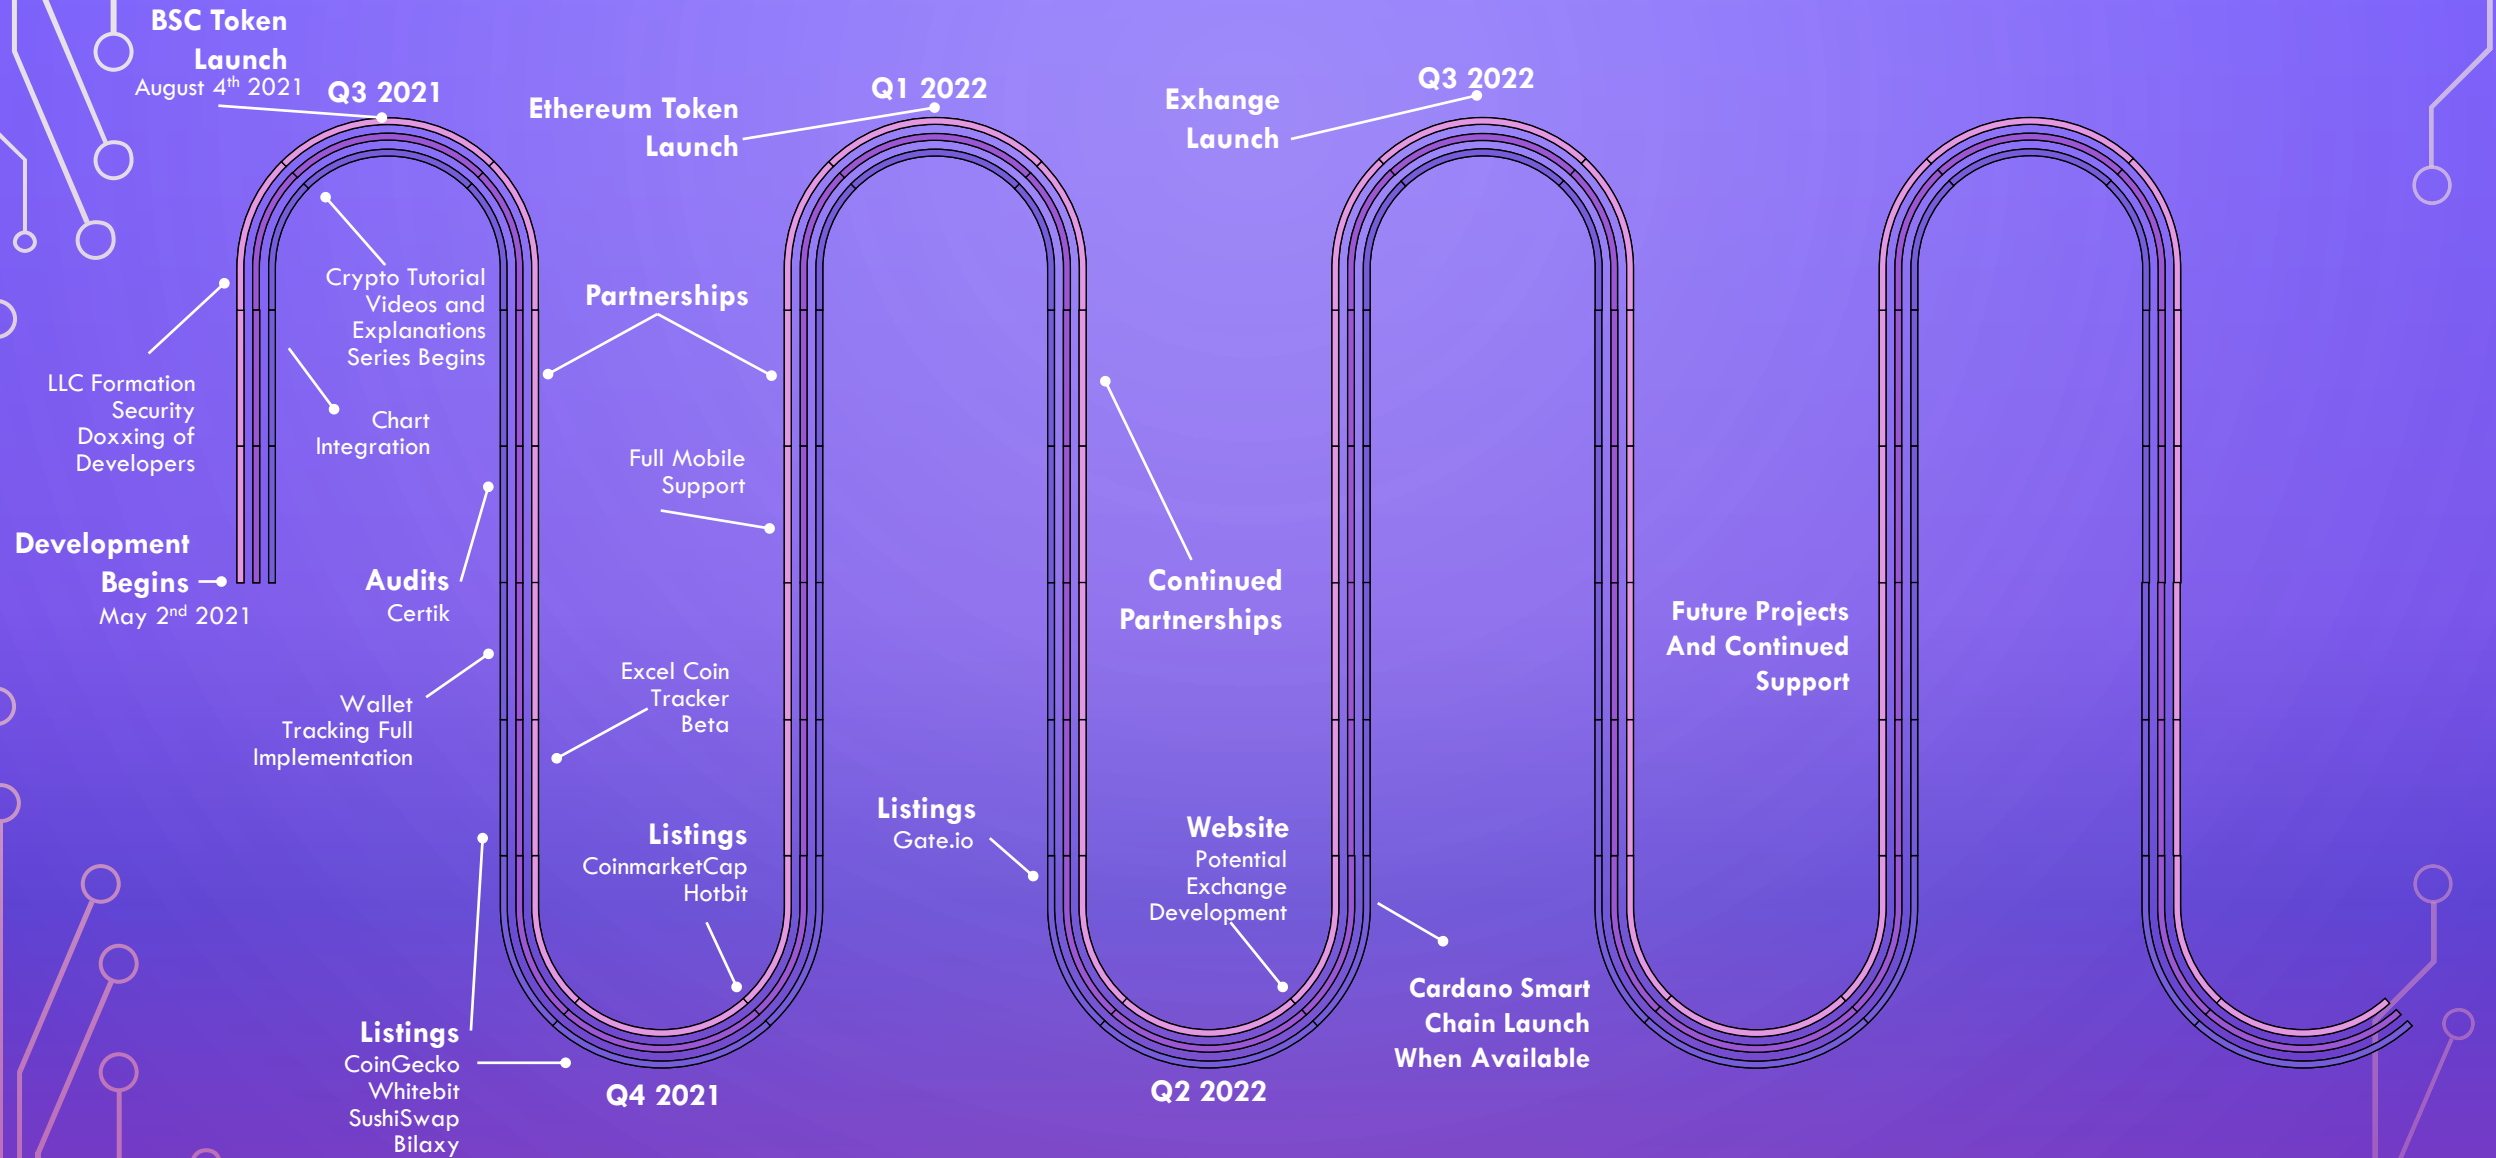 BSC Token
Launch
August 4th 2021
Q3 2021
Crypto Tutorial
Videos and
Explanations
Series Begins
LLC Formation
Security
Doxxing of
Developers
Chart
Integration
Development
Begins
May 2nd 2021
Audits
Certik
Wallet
Tracking Full
Implementation
Listings
CoinGecko
Whitebit
SushiSwap
Bilaxy
Q4 2021
Ethereum Token
Launch
Partnerships
Full Mobile
Support
Excel Coin
Tracker
Beta
Listings
CoinmarketCap
Hotbit
Q1 2022
Listings
Gate.io
Exhange
Launch
Continued
Partnerships
Website
Potential
Exchange
Development
Q2 2022
Q3 2022
Cardano Smart
Chain Launch
When Available
Future Projects
And Continued
Support